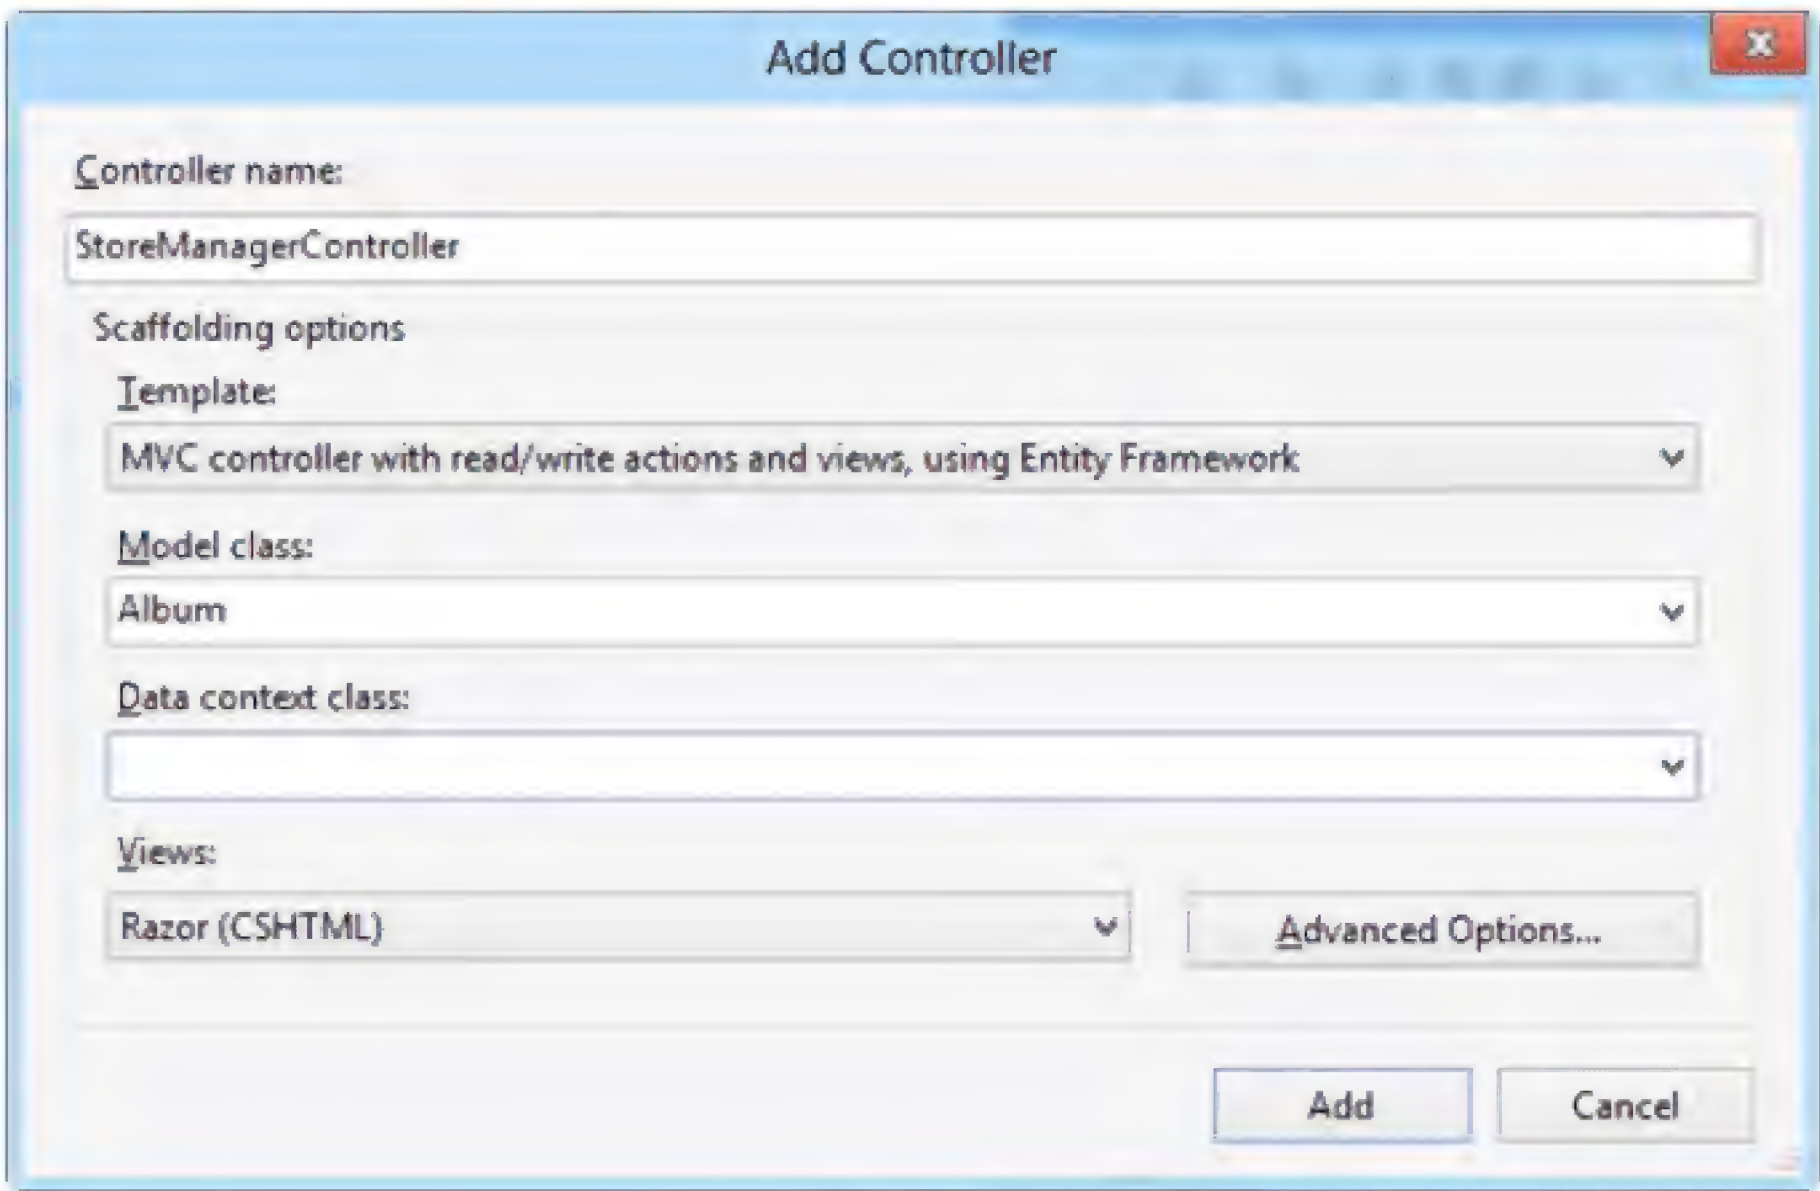 Add Controller
Controller name:
StoreManagerController
Scaffolding options
Template:
MVC controller with read/write actions and views, using Entity Framework
Model class:
Album
Data context class:
Views:
Razor (CSHTML)
Advanced Options...
Add
Cancel